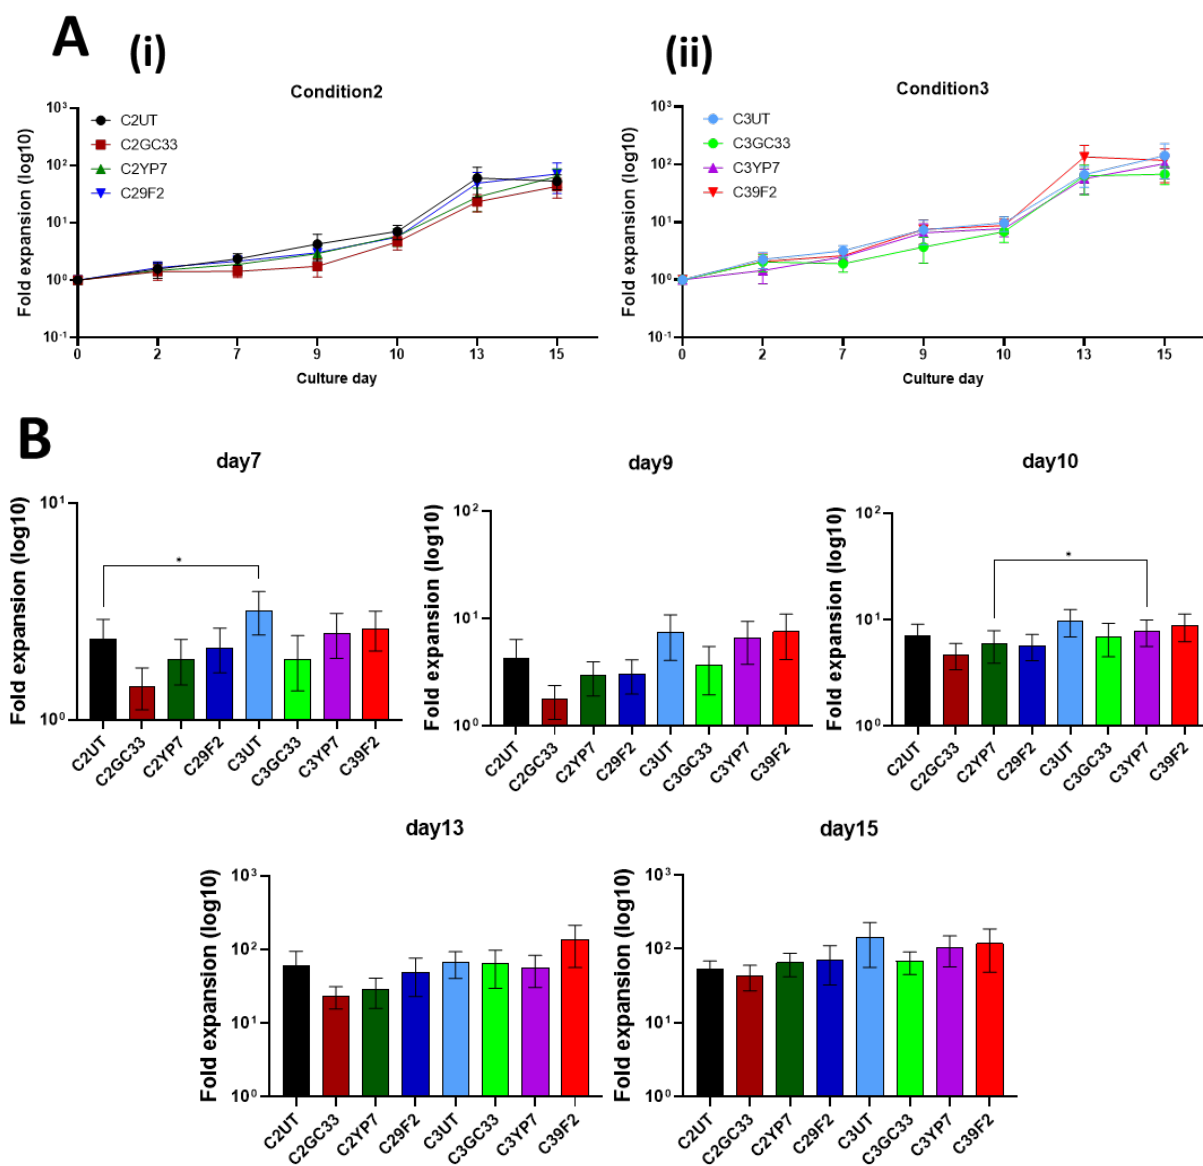 A
(i)
(ii)
Condition2
Condition3
Fold expansion (log10)
10³
10²
10¹
10⁰
10⁻¹
C2UT
C2GC33
C2YP7
C29F2
0 2 7 9 10 13 15
Culture day
Fold expansion (log10)
10³
10²
10¹
10⁰
10⁻¹
C3UT
C3GC33
C3YP7
C39F2
0 2 7 9 10 13 15
Culture day
B
day7
Fold expansion (log10)
10¹
10⁰
*
C2UT C2GC33 C2YP7 C29F2 C3UT C3GC33 C3YP7 C39F2
day9
Fold expansion (log10)
10²
10¹
10⁰
C2UT C2GC33 C2YP7 C29F2 C3UT C3GC33 C3YP7 C39F2
day10
Fold expansion (log10)
10²
10¹
10⁰
*
C2UT C2GC33 C2YP7 C29F2 C3UT C3GC33 C3YP7 C39F2
day13
Fold expansion (log10)
10³
10²
10¹
10⁰
C2UT C2GC33 C2YP7 C29F2 C3UT C3GC33 C3YP7 C39F2
day15
Fold expansion (log10)
10³
10²
10¹
10⁰
C2UT C2GC33 C2YP7 C29F2 C3UT C3GC33 C3YP7 C39F2